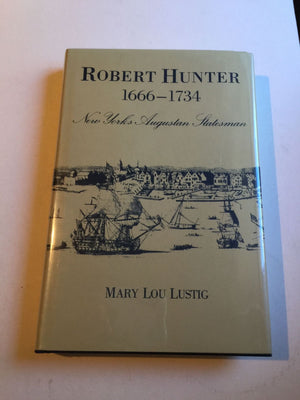 ROBERT HUNTER
1666–1734
New York's Augustan Statesman
MARY LOU LUSTIG